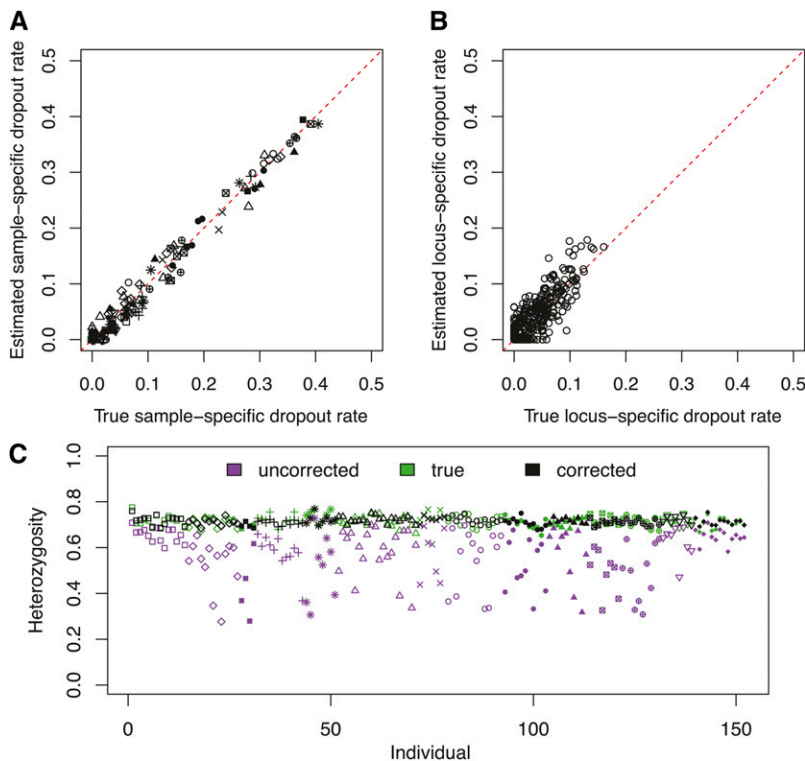 A
Estimated sample-specific dropout rate
0.5
0.4
0.3
0.2
0.1
0.0
0.0 0.1 0.2 0.3 0.4 0.5
True sample-specific dropout rate
B
Estimated locus-specific dropout rate
0.5
0.4
0.3
0.2
0.1
0.0
0.0 0.1 0.2 0.3 0.4 0.5
True locus-specific dropout rate
C
uncorrected true corrected
Heterozygosity
1.0
0.8
0.6
0.4
0.2
0.0
0 50 100 150
Individual